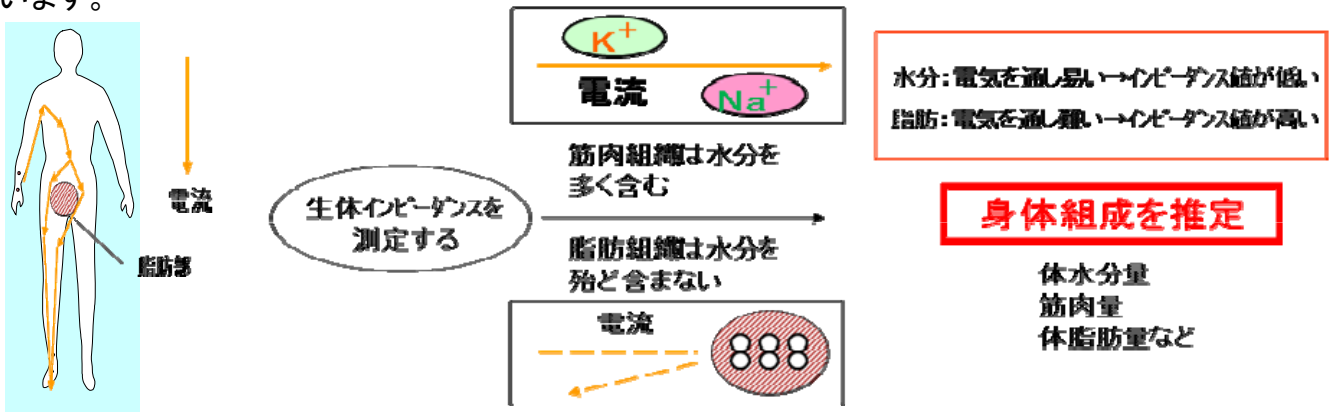 います。
電流
脂肪部
生体インピーダンスを
測定する
K+
電流
Na+
筋肉組織は水分を
多く含む
脂肪組織は水分を
殆ど含まない
電流
水分：電気を通し易い→インピーダンス値が低い
脂肪：電気を通し難い→インピーダンス値が高い
身体組成を推定
体水分量
筋肉量
体脂肪量など